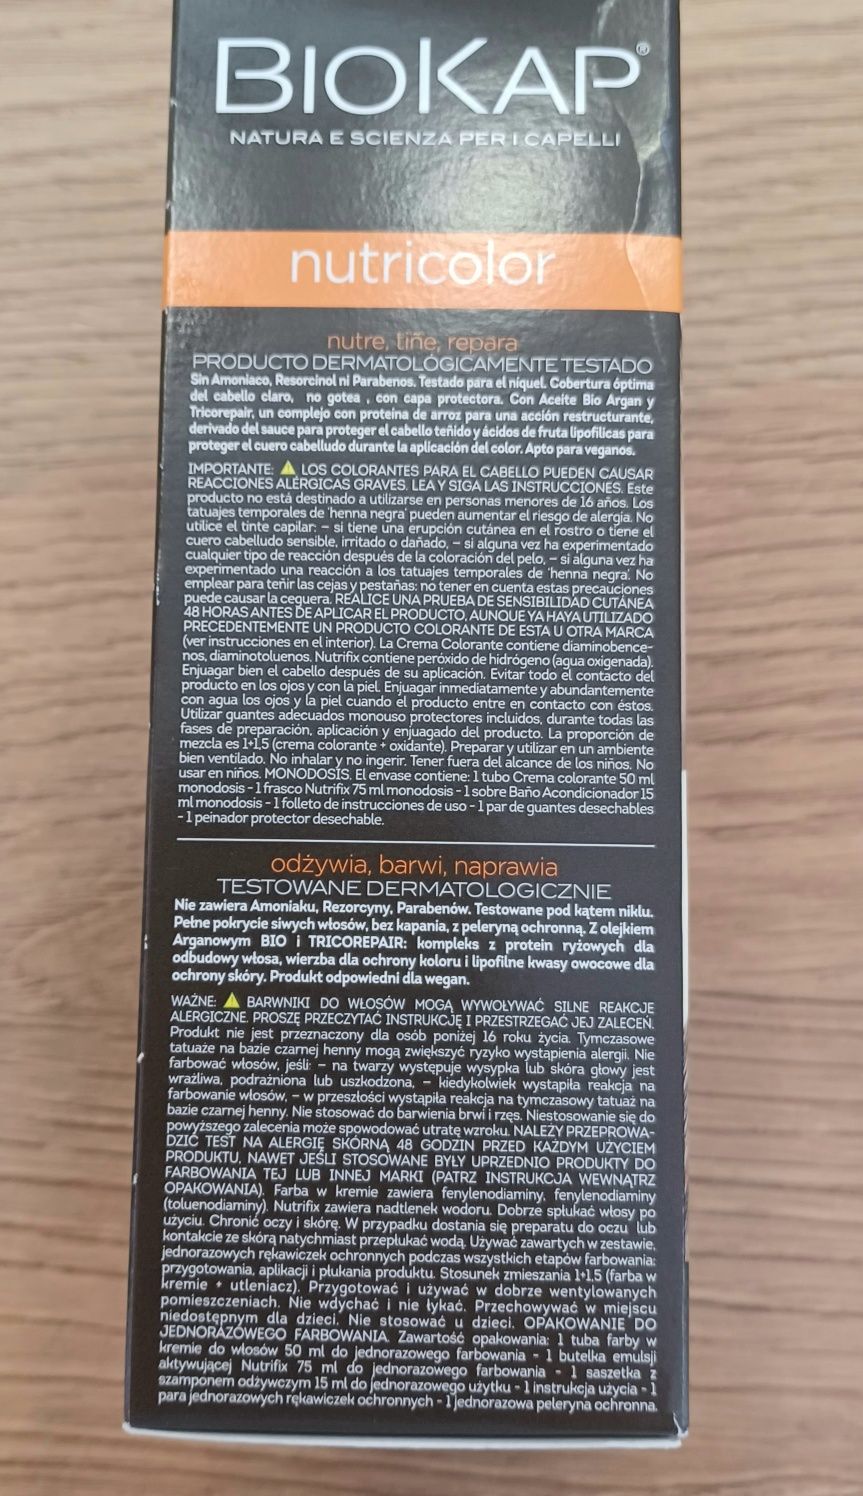 BIOKAP®
NATURA E SCIENZA PER I CAPELLI
nutricolor
nutre, tiñe, repara
PRODUCTO DERMATOLÓGICAMENTE TESTADO
Sin Amoniaco, Resorcinol ni Parabenos. Testado para el níquel. Cobertura óptima
del cabello claro, no gotea , con capa protectora. Con Aceite Bio Argan y
Tricorepair, un complejo con proteina de arroz para una acción restructurante,
derivado del sauce para proteger el cabello teñido y ácidos de fruta lipofílicas para
proteger el cuero cabelludo durante la aplicación del color. Apto para veganos.
IMPORTANTE: ⚠ LOS COLORANTES PARA EL CABELLO PUEDEN CAUSAR
REACCIONES ALÉRGICAS GRAVES. LEA Y SIGA LAS INSTRUCCIONES. Este
producto no está destinado a utilizarse en personas menores de 16 años. Los
tatuajes temporales de 'henna negra' pueden aumentar el riesgo de alergia. No
utilice el tinte capilar: – si tiene una erupción cutánea en el rostro o tiene el
cuero cabelludo sensible, irritado o dañado, – si alguna vez ha experimentado
cualquier tipo de reacción después de la coloración del pelo, – si alguna vez ha
experimentado una reacción a los tatuajes temporales de 'henna negra'. No
emplear para teñir las cejas y pestañas: no tener en cuenta estas precauciones
puede causar la ceguera. REALICE UNA PRUEBA DE SENSIBILIDAD CUTÁNEA
48 HORAS ANTES DE APLICAR EL PRODUCTO, AUNQUE YA HAYA UTILIZADO
PRECEDENTEMENTE UN PRODUCTO COLORANTE DE ESTA U OTRA MARCA
(ver instrucciones en el interior). La Crema Colorante contiene diaminobence-
nos, diaminotoluenos. Nutrifix contiene peróxido de hidrógeno (agua oxigenada).
Enjuagar bien el cabello después de su aplicación. Evitar todo el contacto del
producto en los ojos y con la piel. Enjuagar inmediatamente y abundantemente
con agua los ojos y la piel cuando el producto entre en contacto con éstos.
Utilizar guantes adecuados monouso protectores incluidos, durante todas las
fases de preparación, aplicación y enjuagado del producto. La proporción de
mezcla es 1+1,5 (crema colorante + oxidante). Preparar y utilizar en un ambiente
bien ventilado. No inhalar y no ingerir. Tener fuera del alcance de los niños. No
usar en niños. MONODOSIS. El envase contiene: 1 tubo Crema colorante 50 ml
monodosis - 1 frasco Nutrifix 75 ml monodosis - 1 sobre Baño Acondicionador 15
ml monodosis - 1 folleto de instrucciones de uso - 1 par de guantes desechables
- 1 peinador protector desechable.
odżywia, barwi, naprawia
TESTOWANE DERMATOLOGICZNIE
Nie zawiera Amoniaku, Rezorcyny, Parabenów. Testowane pod kątem niklu.
Pełne pokrycie siwych włosów, bez kapania, z peleryną ochronną. Z olejkiem
Arganowym BIO i TRICOREPAIR: kompleks z protein ryżowych dla
odbudowy włosa, wierzba dla ochrony koloru i lipofilne kwasy owocowe dla
ochrony skóry. Produkt odpowiedni dla wegan.
WAŻNE: ⚠ BARWNIKI DO WŁOSÓW MOGĄ WYWOŁYWAĆ SILNE REAKCJE
ALERGICZNE. PROSZĘ PRZECZYTAĆ INSTRUKCJĘ I PRZESTRZEGAĆ JEJ ZALECEŃ.
Produkt nie jest przeznaczony dla osób poniżej 16 roku życia. Tymczasowe
tatuaże na bazie czarnej henny mogą zwiększyć ryzyko wystąpienia alergii. Nie
farbować włosów, jeśli: – na twarzy występuje wysypka lub skóra głowy jest
wrażliwa, podrażniona lub uszkodzona, – kiedykolwiek wystąpiła reakcja na
farbowanie włosów, – w przeszłości wystąpiła reakcja na tymczasowy tatuaż na
bazie czarnej henny. Nie stosować do barwienia brwi i rzęs. Niestosowanie się do
powyższego zalecenia może spowodować utratę wzroku. NALEŻY PRZEPROWA-
DZIĆ TEST NA ALERGIĘ SKÓRNĄ 48 GODZIN PRZED KAŻDYM UŻYCIEM
PRODUKTU, NAWET JEŚLI STOSOWANE BYŁY UPRZEDNIO PRODUKTY DO
FARBOWANIA TEJ LUB INNEJ MARKI (PATRZ INSTRUKCJA WEWNĄTRZ
OPAKOWANIA). Farba w kremie zawiera fenylenodiaminy, fenylenodiaminy
(toluenodiaminy). Nutrifix zawiera nadtlenek wodoru. Dobrze spłukać włosy po
użyciu. Chronić oczy i skórę. W przypadku dostania się preparatu do oczu lub
kontakcie ze skórą natychmiast przepłukać wodą. Używać zawartych w zestawie,
jednorazowych rękawiczek ochronnych podczas wszystkich etapów farbowania:
przygotowania, aplikacji i płukania produktu. Stosunek zmieszania 1+1,5 (farba w
kremie + utleniacz). Przygotować i używać w dobrze wentylowanych
pomieszczeniach. Nie wdychać i nie łykać. Przechowywać w miejscu
niedostępnym dla dzieci. Nie stosować u dzieci. OPAKOWANIE DO
JEDNORAZOWEGO FARBOWANIA. Zawartość opakowania: 1 tuba farby w
kremie do włosów 50 ml do jednorazowego farbowania - 1 butelka emulsji
aktywującej Nutrifix 75 ml do jednorazowego farbowania - 1 saszetka z
szamponem odżywczym 15 ml do jednorazowego użytku - 1 instrukcja użycia - 1
para jednorazowych rękawiczek ochronnych - 1 jednorazowa peleryna ochronna.